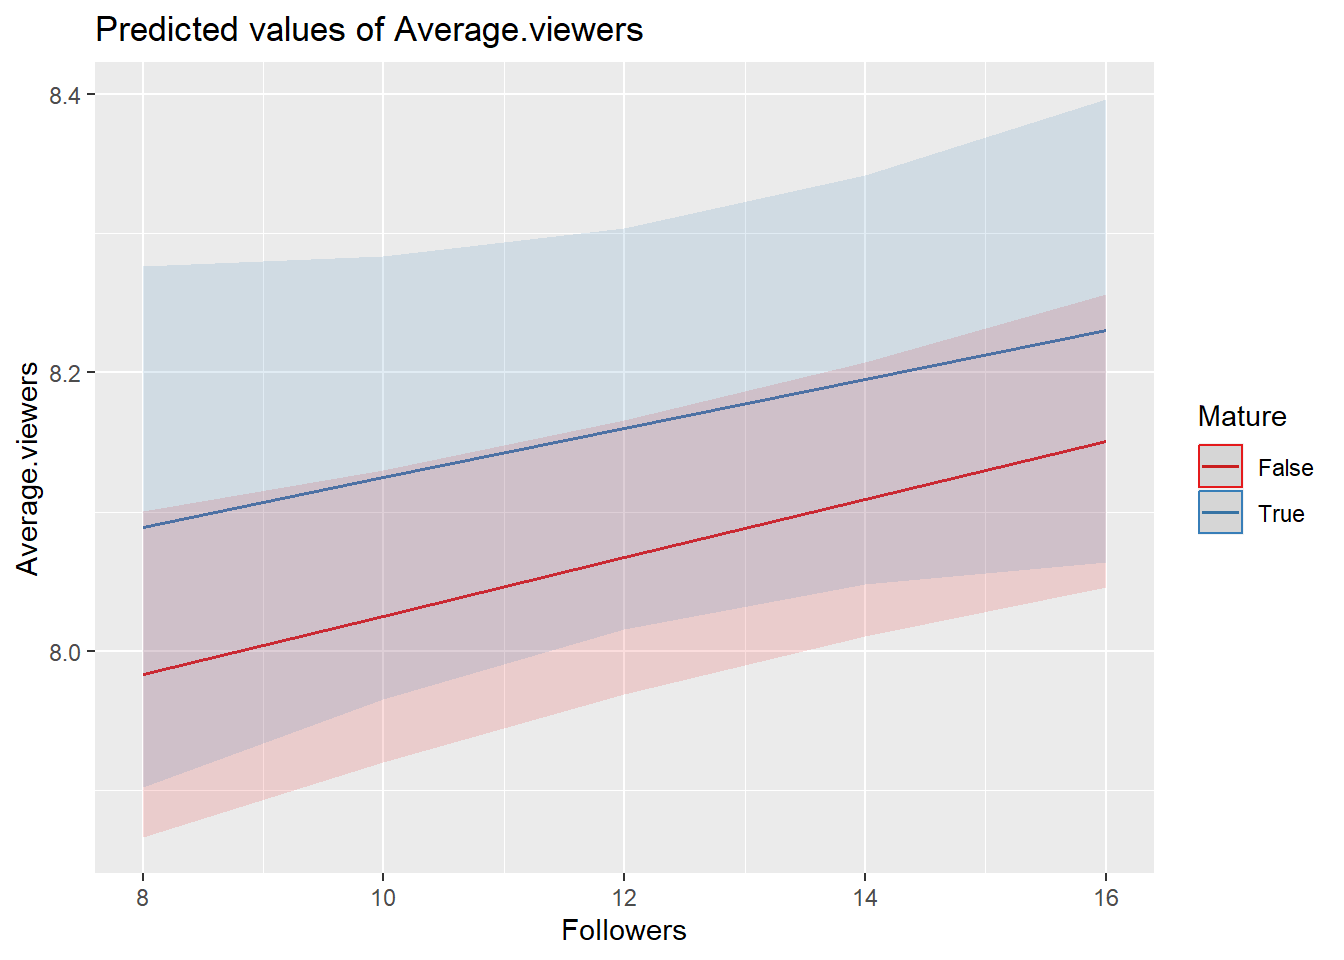 Predicted values of Average.viewers
8.4
8.2
8.0
Average.viewers
8
10
12
14
16
Followers
Mature
False
True